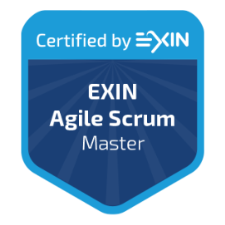 Certified by EXIN
EXIN
Agile Scrum
Master